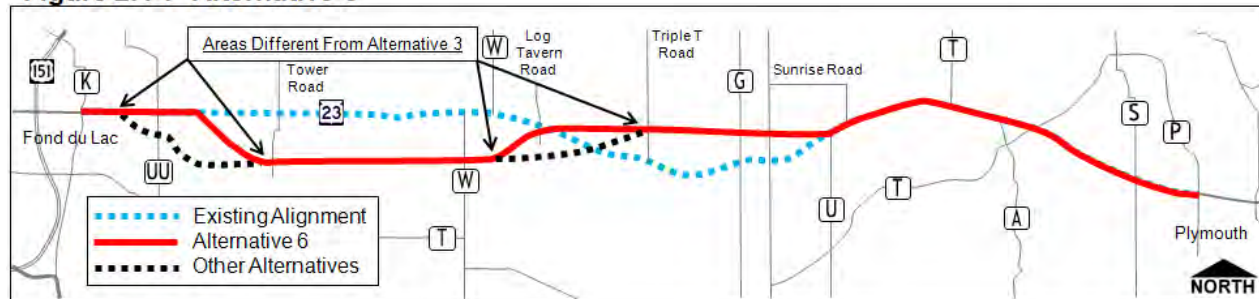 Areas Different From Alternative 3
151
K
W
Log
Tavern
Road
Triple T
Road
T
Tower
Road
G
Sunrise Road
23
S
P
Fond du Lac
UU
W
U
T
A
Existing Alignment
Alternative 6
Other Alternatives
T
Plymouth
NORTH